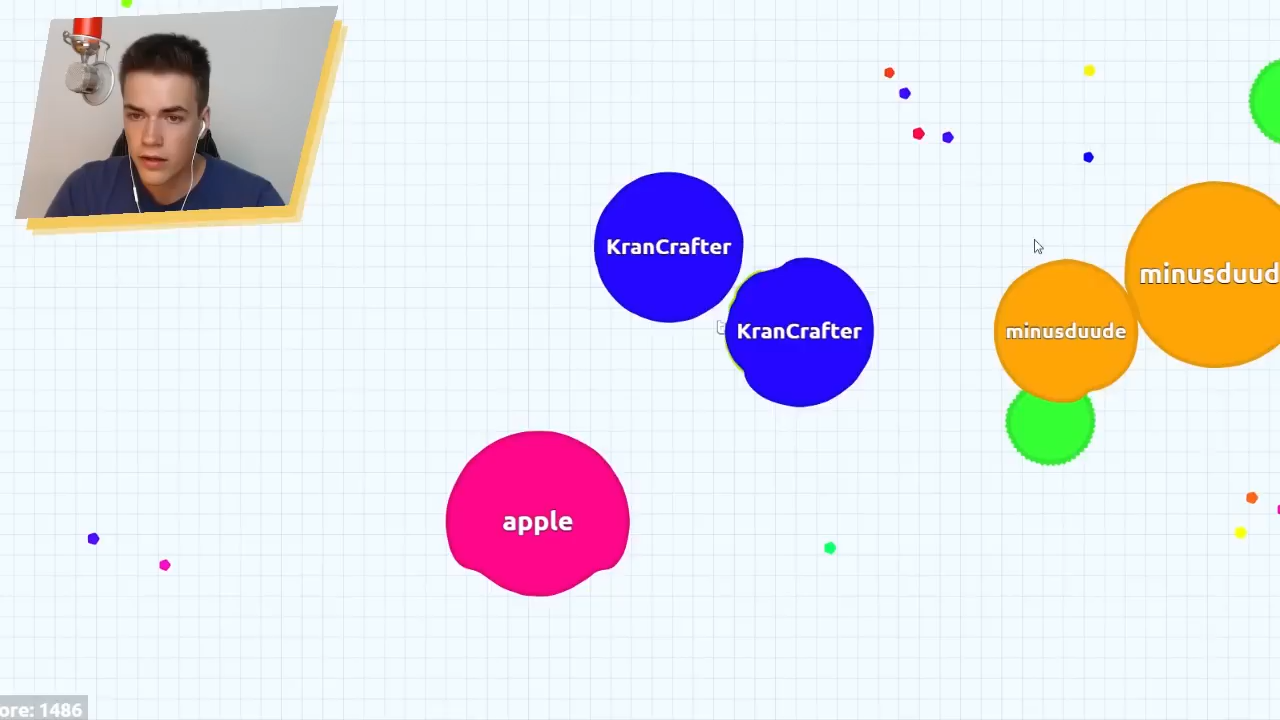 KranCrafter
minusduud
KranCrafter
minusduude
apple
ore: 1486